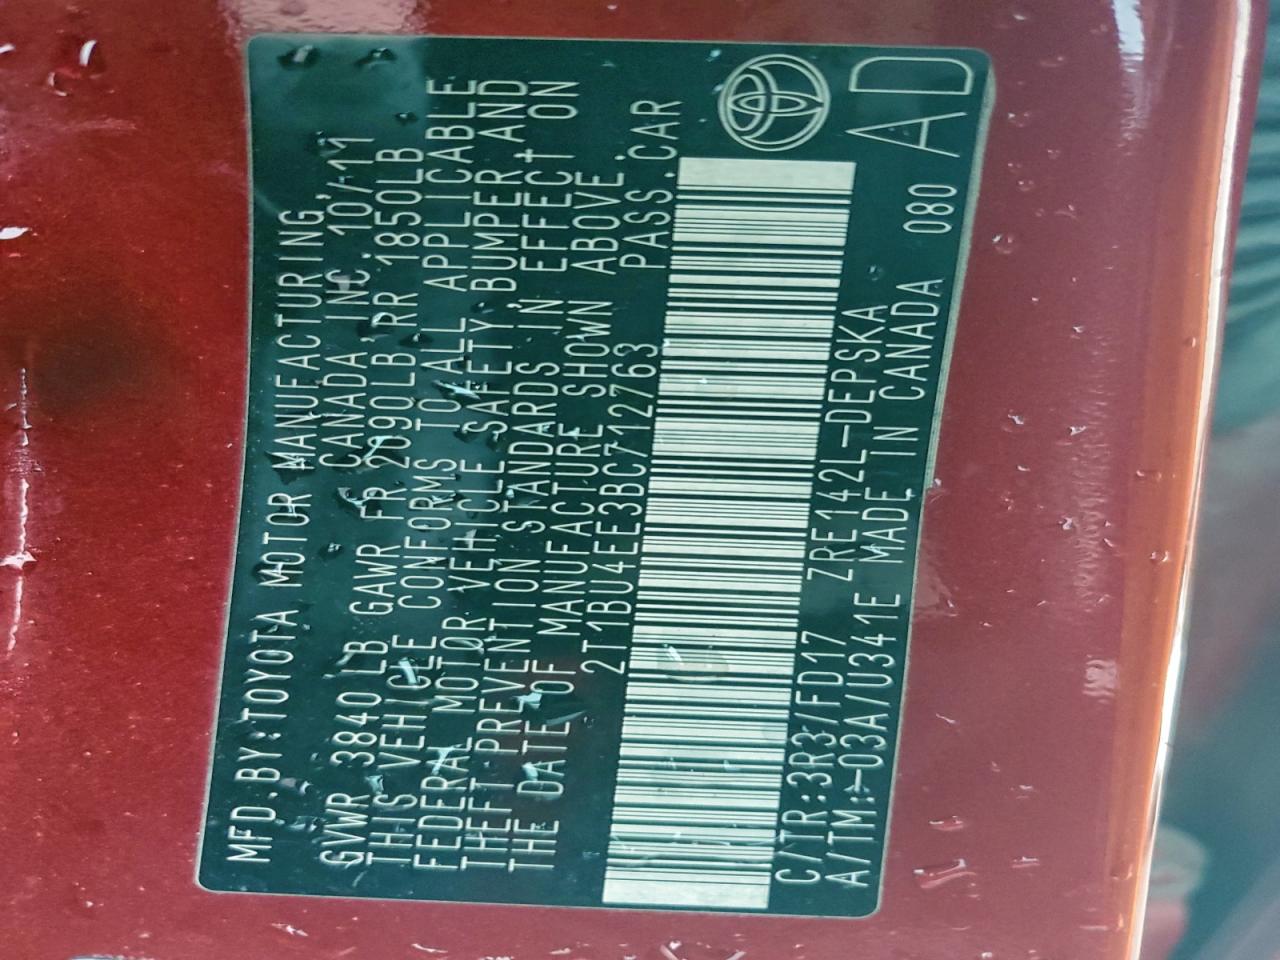 MFD.BY:TOYOTA MOTOR MANUFACTURING,
CANADA, INC. 10/11
GVWR 3840 LB GAWR FR 2090LB RR 1850LB
THIS VEHICLE CONFORMS TO ALL APPLICABLE
FEDERAL MOTOR VEHICLE SAFETY, BUMPER, AND
THEFT PREVENTION STANDARDS IN EFFECT ON
THE DATE OF MANUFACTURE SHOWN ABOVE.
2T1BU4EE3BC712763 PASS.CAR
C/TR:3R3/FD17 ZRE142L-DEPSKA 080
A/TM:-03A/U341E MADE IN CANADA AD